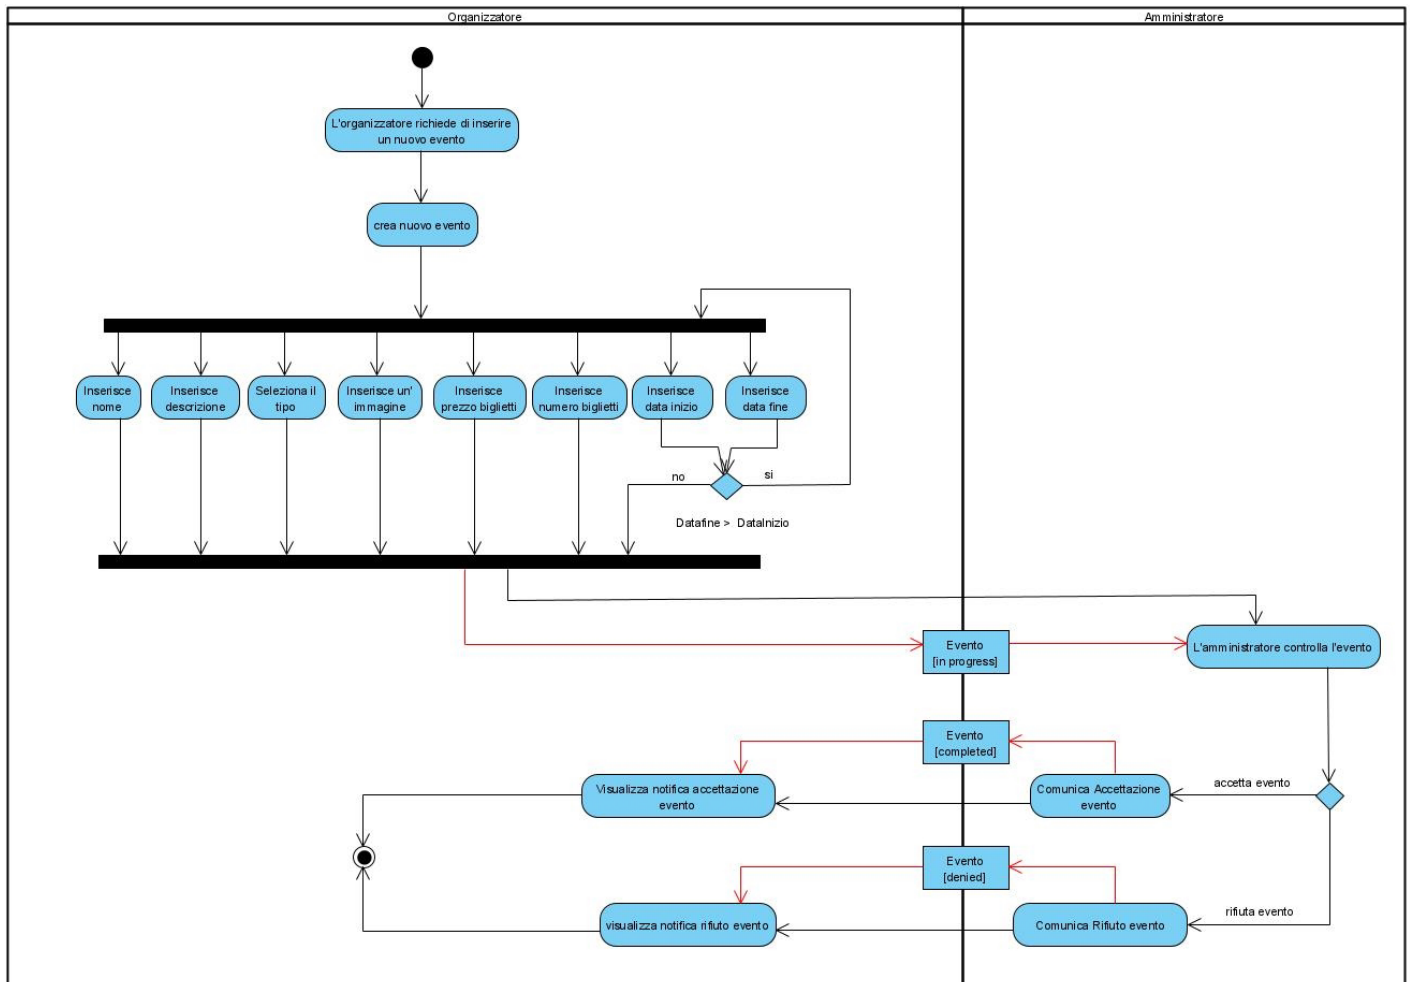 Organizzatore
Amministratore
L'organizzatore richiede di inserire
un nuovo evento
crea nuovo evento
Inserisce
nome
Inserisce
descrizione
Seleziona il
tipo
Inserisce un'
immagine
Inserisce
prezzo biglietti
Inserisce
numero biglietti
Inserisce
data inizio
Inserisce
data fine
no
si
Datafine > DataInizio
Evento
[in progress]
L'amministratore controlla l'evento
Evento
[completed]
Visualizza notifica accettazione
evento
Comunica Accettazione
evento
accetta evento
Evento
[denied]
visualizza notifica rifiuto evento
Comunica Rifiuto evento
rifiuta evento